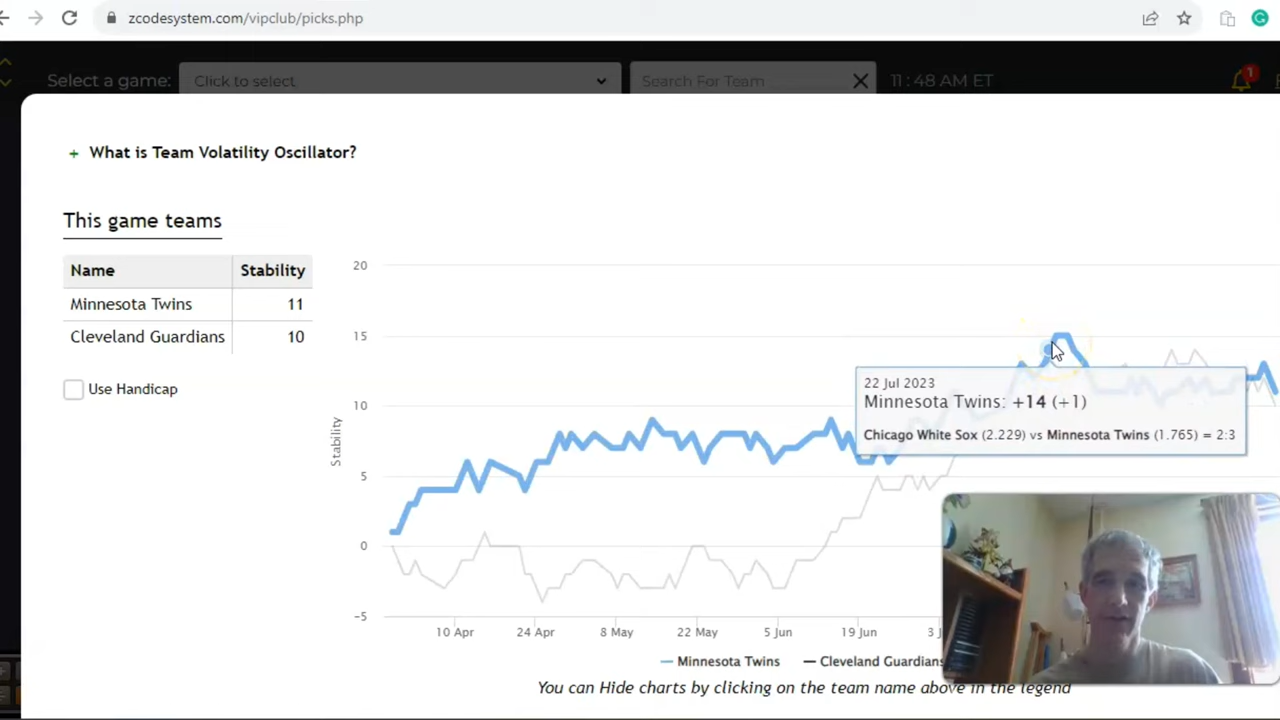 zcodesystem.com/vipclub/picks.php
Select a game: Click to select Search For Team 11:48 AM ET 1
+ What is Team Volatility Oscillator?
This game teams
Name Stability
Minnesota Twins 11
Cleveland Guardians 10
Use Handicap
20
15
10
5
0
-5
Stability
22 Jul 2023
Minnesota Twins: +14 (+1)
Chicago White Sox (2.229) vs Minnesota Twins (1.765) = 2:3
10 Apr 24 Apr 8 May 22 May 5 Jun 19 Jun 3
Minnesota Twins Cleveland Guardians
You can Hide charts by clicking on the team name above in the legend